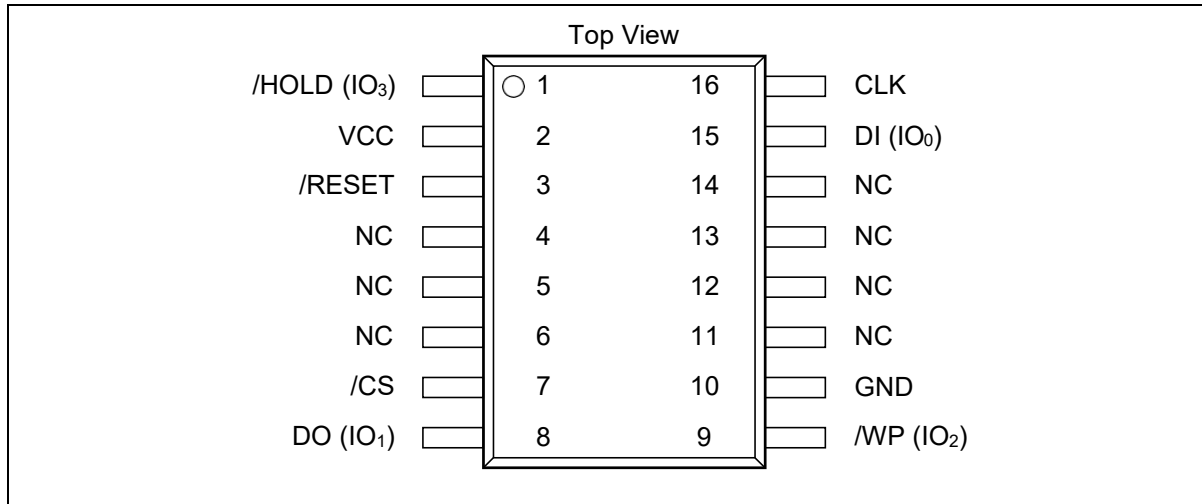 Top View
/HOLD (IO₃) 1 16 CLK
VCC 2 15 DI (IO₀)
/RESET 3 14 NC
NC 4 13 NC
NC 5 12 NC
NC 6 11 NC
/CS 7 10 GND
DO (IO₁) 8 9 /WP (IO₂)